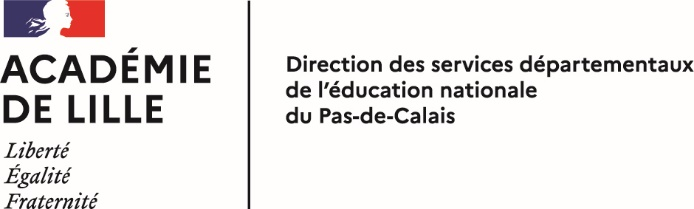 ACADÉMIE
DE LILLE
Liberté
Égalité
Fraternité
Direction des services départementaux
de l'éducation nationale
du Pas-de-Calais